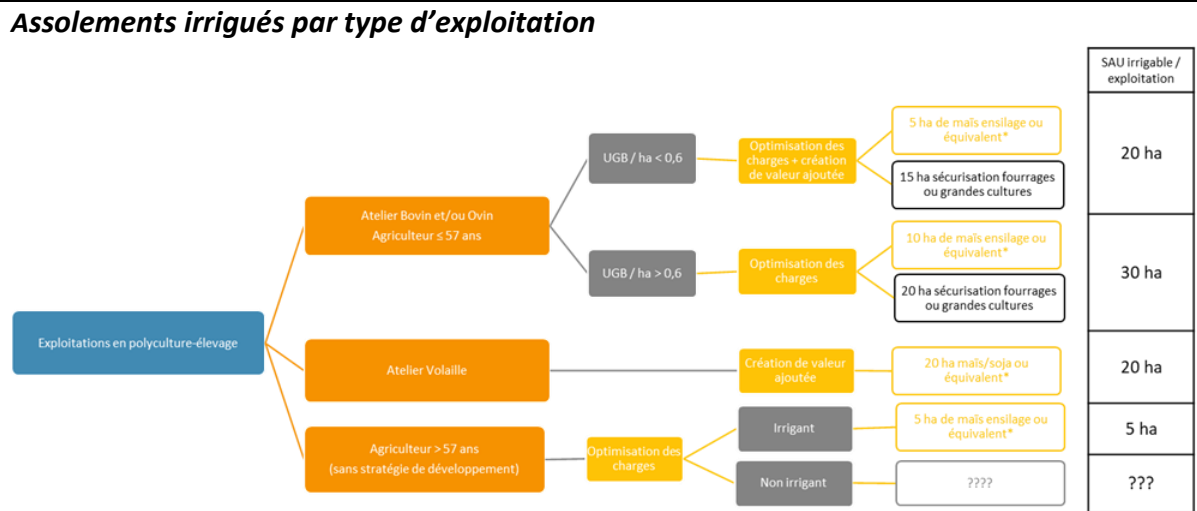 Assolements irrigués par type d’exploitation
SAU irrigable /
exploitation
5 ha de maïs ensilage ou
équivalent*
UGB / ha < 0,6
Optimisation des
charges + création
de valeur ajoutée
20 ha
15 ha sécurisation fourrages
ou grandes cultures
Atelier Bovin et/ou Ovin
Agriculteur ≤ 57 ans
10 ha de maïs ensilage ou
équivalent*
UGB / ha > 0,6
Optimisation des
charges
30 ha
20 ha sécurisation fourrages
ou grandes cultures
Exploitations en polyculture-élevage
Atelier Volaille
Création de valeur
ajoutée
20 ha maïs/soja ou
équivalent*
20 ha
Agriculteur > 57 ans
(sans stratégie de développement)
Optimisation des
charges
Irrigant
5 ha de maïs ensilage ou
équivalent*
5 ha
Non irrigant
????
???